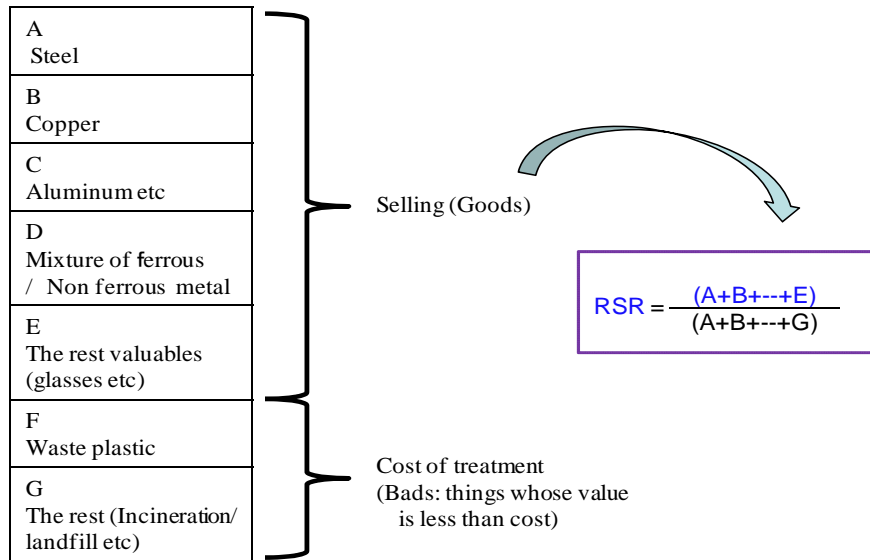 A
Steel
B
Copper
C
Aluminum etc
D
Mixture of ferrous
/ Non ferrous metal
E
The rest valuables
(glasses etc)
F
Waste plastic
G
The rest (Incineration/
landfill etc)
Selling (Goods)
Cost of treatment
(Bads: things whose value
is less than cost)
RSR = (A+B+---+E)
(A+B+---+G)